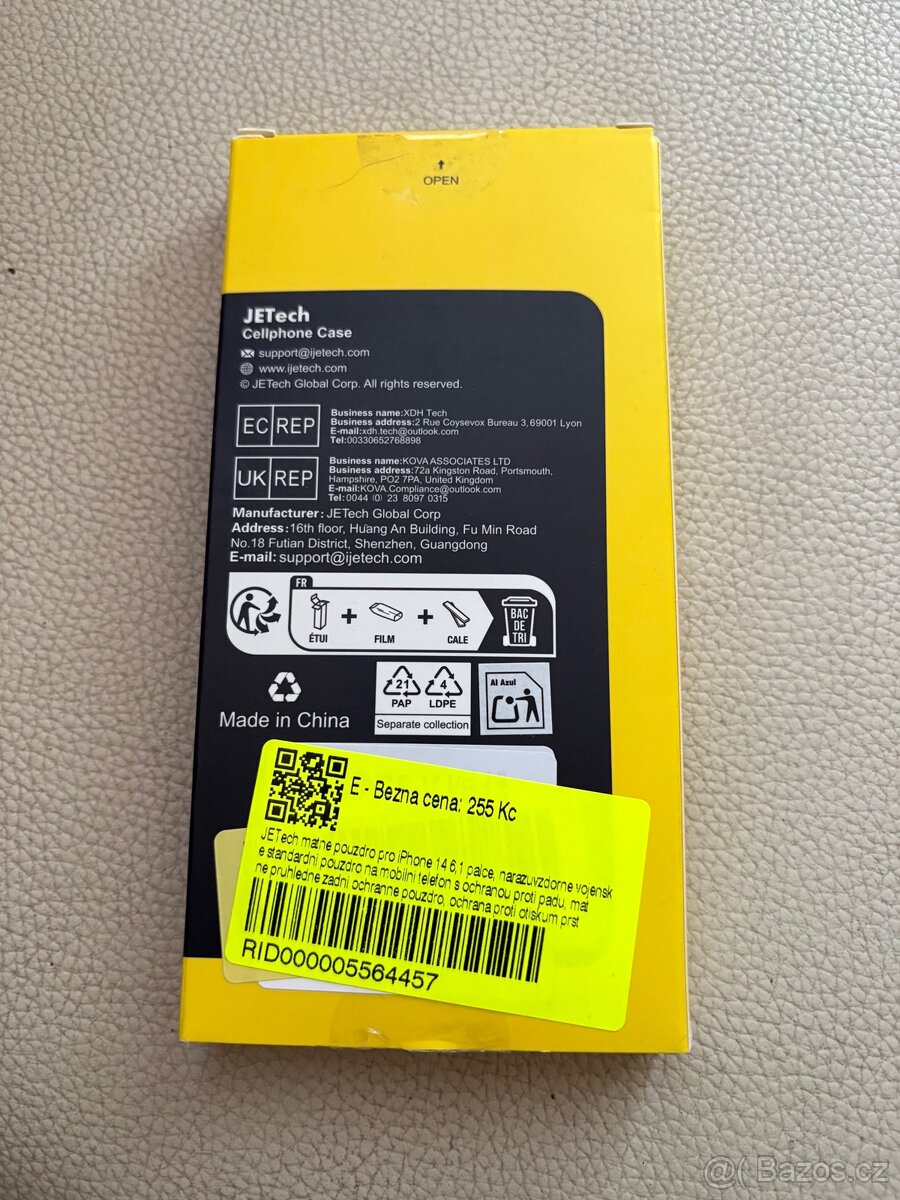 OPEN
JETech
Cellphone Case
support@ijetech.com
www.ijetech.com
© JETech Global Corp. All rights reserved.
EC REP
Business name:XDH Tech
Business address:2 Rue Coysevox Bureau 3,69001 Lyon
E-mail:xdh.tech@outlook.com
Tel:00330652768898
UK REP
Business name:KOVA ASSOCIATES LTD
Business address:72a Kingston Road, Portsmouth,
Hampshire, PO2 7PA, United Kingdom
E-mail:KOVA.Compliance@outlook.com
Tel:0044 (0) 23 8097 0315
Manufacturer: JETech Global Corp
Address:16th floor, Huang An Building, Fu Min Road
No.18 Futian District, Shenzhen, Guangdong
E-mail: support@ijetech.com
FR
ÉTUI + FILM + CALE
BAC
DE
TRI
21
PAP
4
LDPE
Separate collection
Al Azul
Made in China
E - Bezna cena: 255 Kc
JETech matne pouzdro pro iPhone 14 6,1 palce, narazuvzdorne vojensk
e standardni pouzdro na mobilni telefon s ochranou proti padu, mat
ne pruhledne zadni ochranne pouzdro, ochrana proti otiskum prst
RID000005564457
@( Bazos.cz